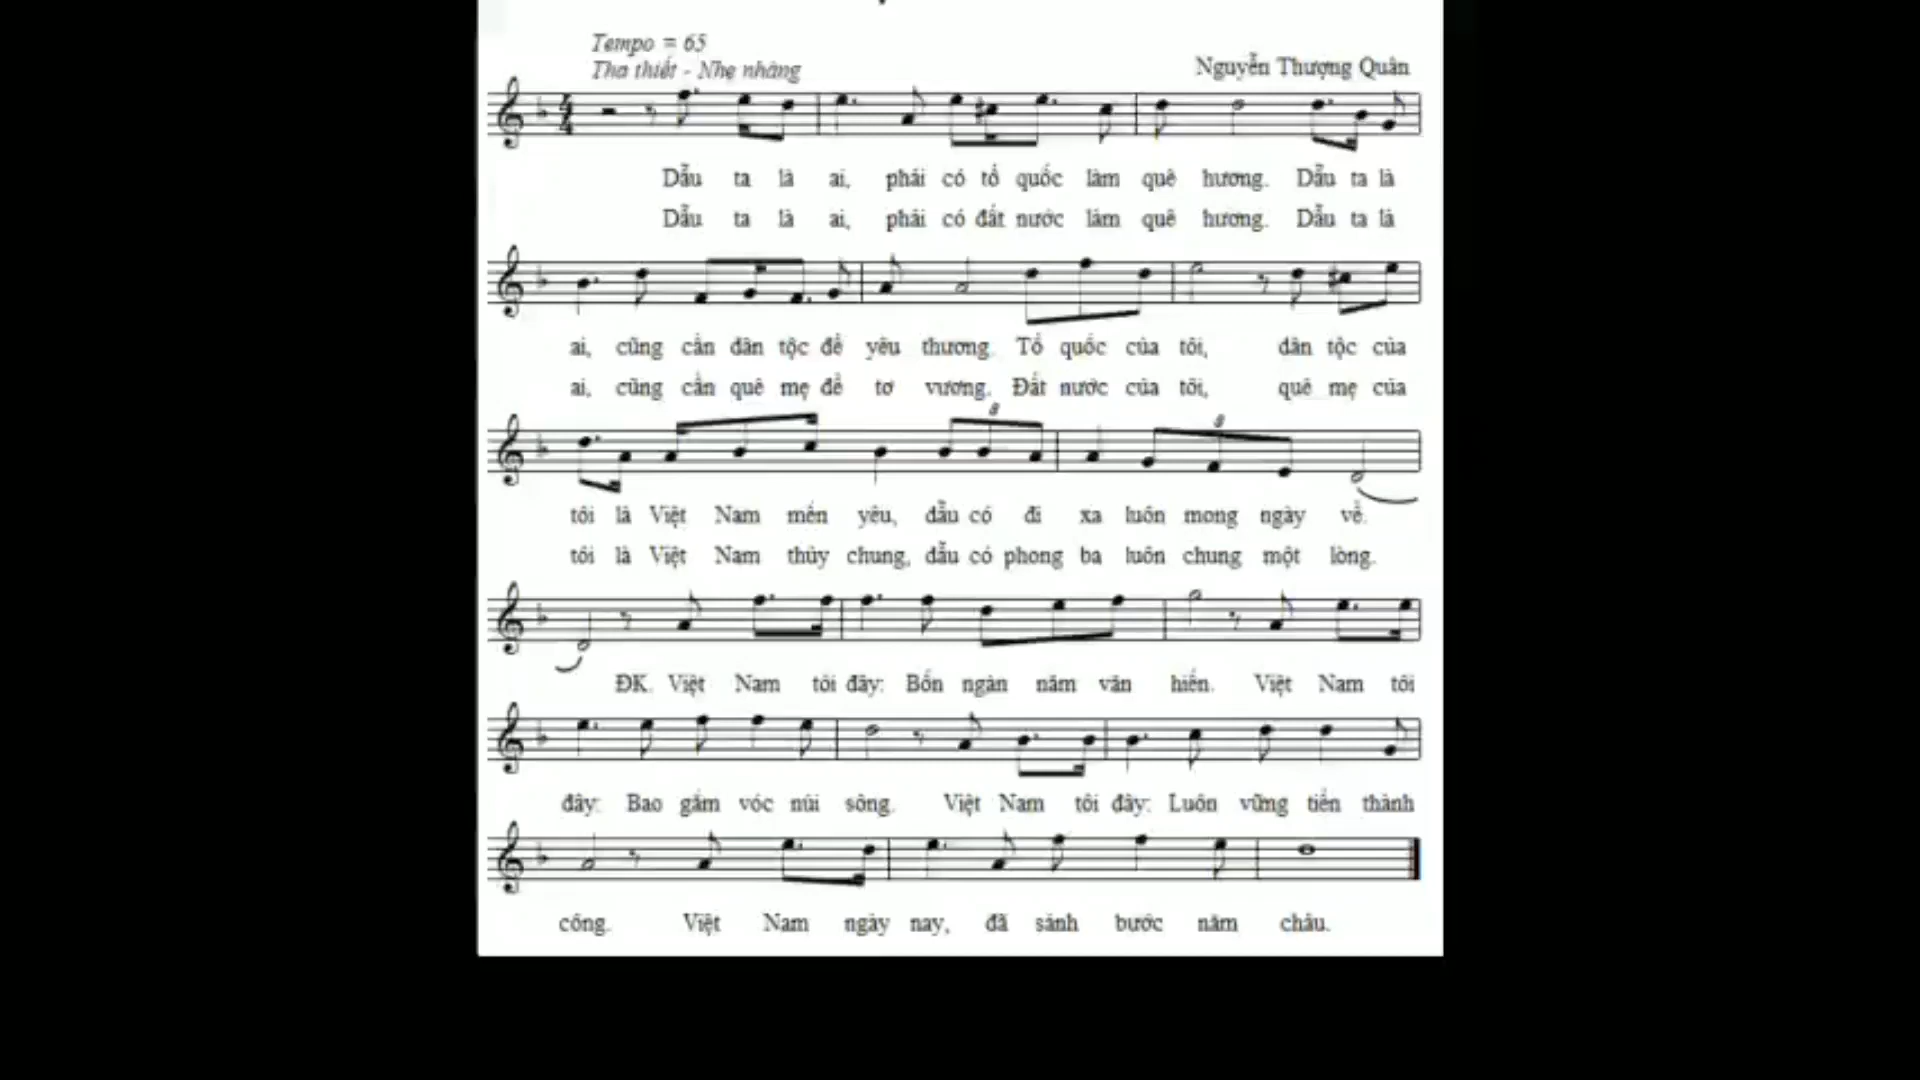 Tempo = 65
Tha thiết - Nhẹ nhàng
Nguyễn Thượng Quân
Dẫu ta là ai, phải có tổ quốc làm quê hương. Dẫu ta là
Dẫu ta là ai, phải có đất nước làm quê hương. Dẫu ta là
ai, cũng cần dân tộc để yêu thương. Tổ quốc của tôi, dân tộc của
ai, cũng cần quê mẹ để tơ vương. Đất nước của tôi, quê mẹ của
tôi là Việt Nam mến yêu, dẫu có đi xa luôn mong ngày về.
tôi là Việt Nam thủy chung, dẫu có phong ba luôn chung một lòng.
ĐK. Việt Nam tôi đây: Bốn ngàn năm văn hiến. Việt Nam tôi
đây: Bao gấm vóc núi sông. Việt Nam tôi đây: Luôn vững tiến thành
công. Việt Nam ngày nay, đã sánh bước năm châu.